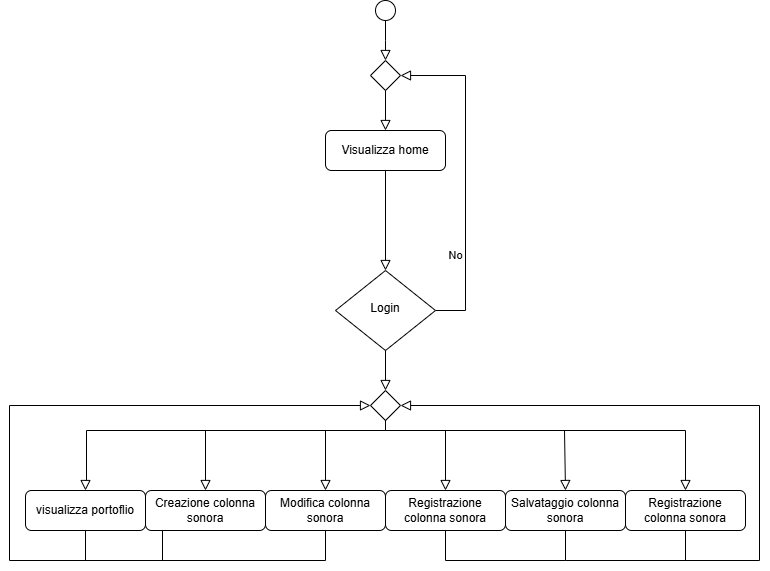 Visualizza home
No
Login
visualizza portoflio
Creazione colonna
sonora
Modifica colonna
sonora
Registrazione
colonna sonora
Salvataggio colonna
sonora
Registrazione
colonna sonora